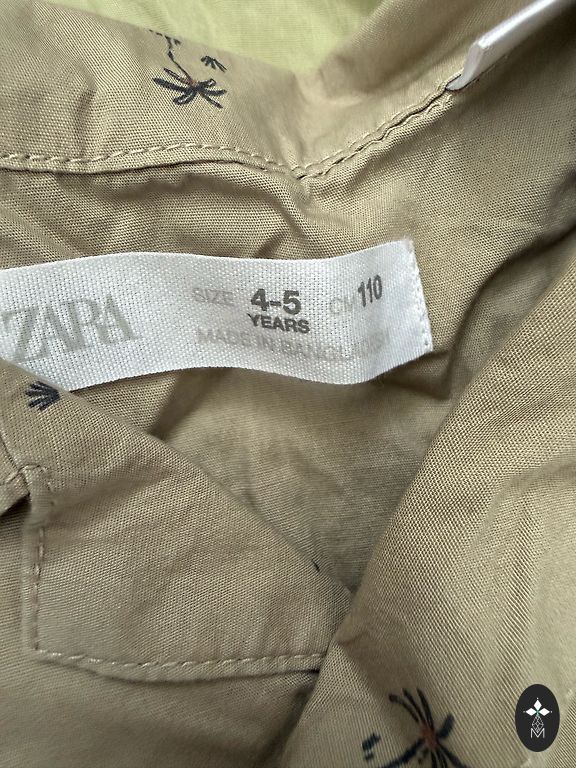 ZARA
SIZE 4-5 CM 110
YEARS
MADE IN BANGLADESH